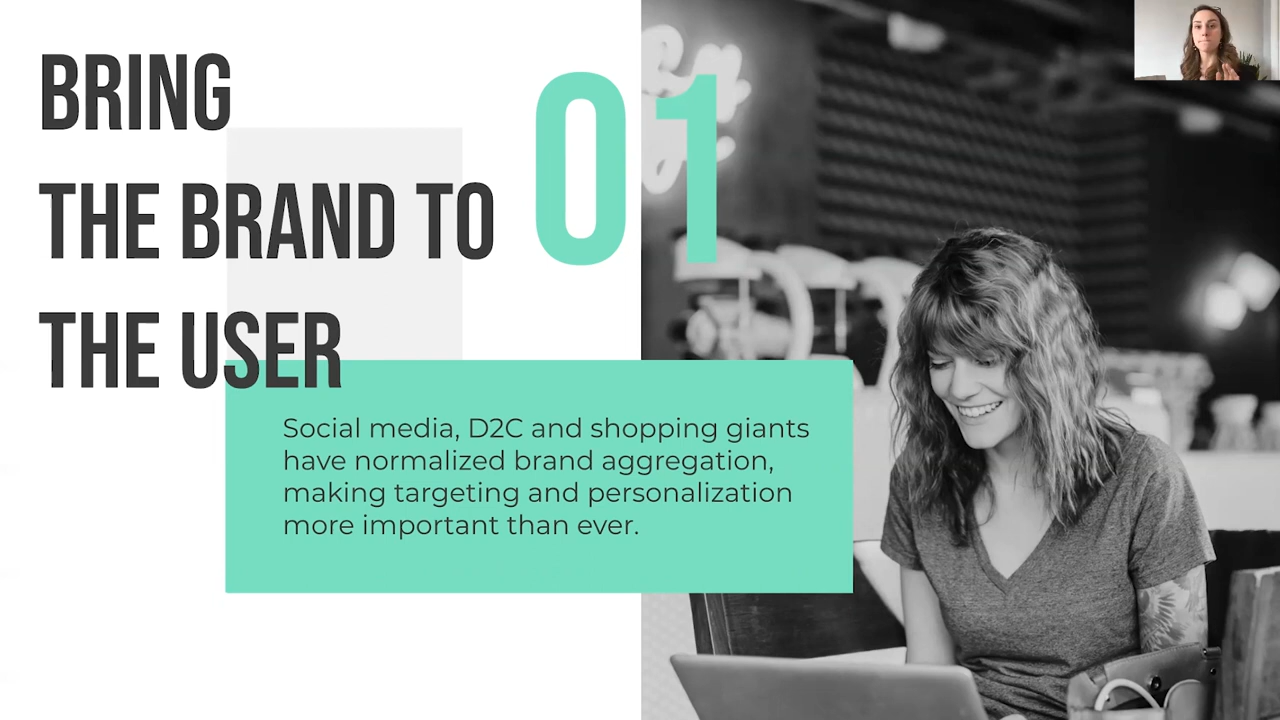 BRING
THE BRAND TO
THE USER
01
Social media, D2C and shopping giants
have normalized brand aggregation,
making targeting and personalization
more important than ever.